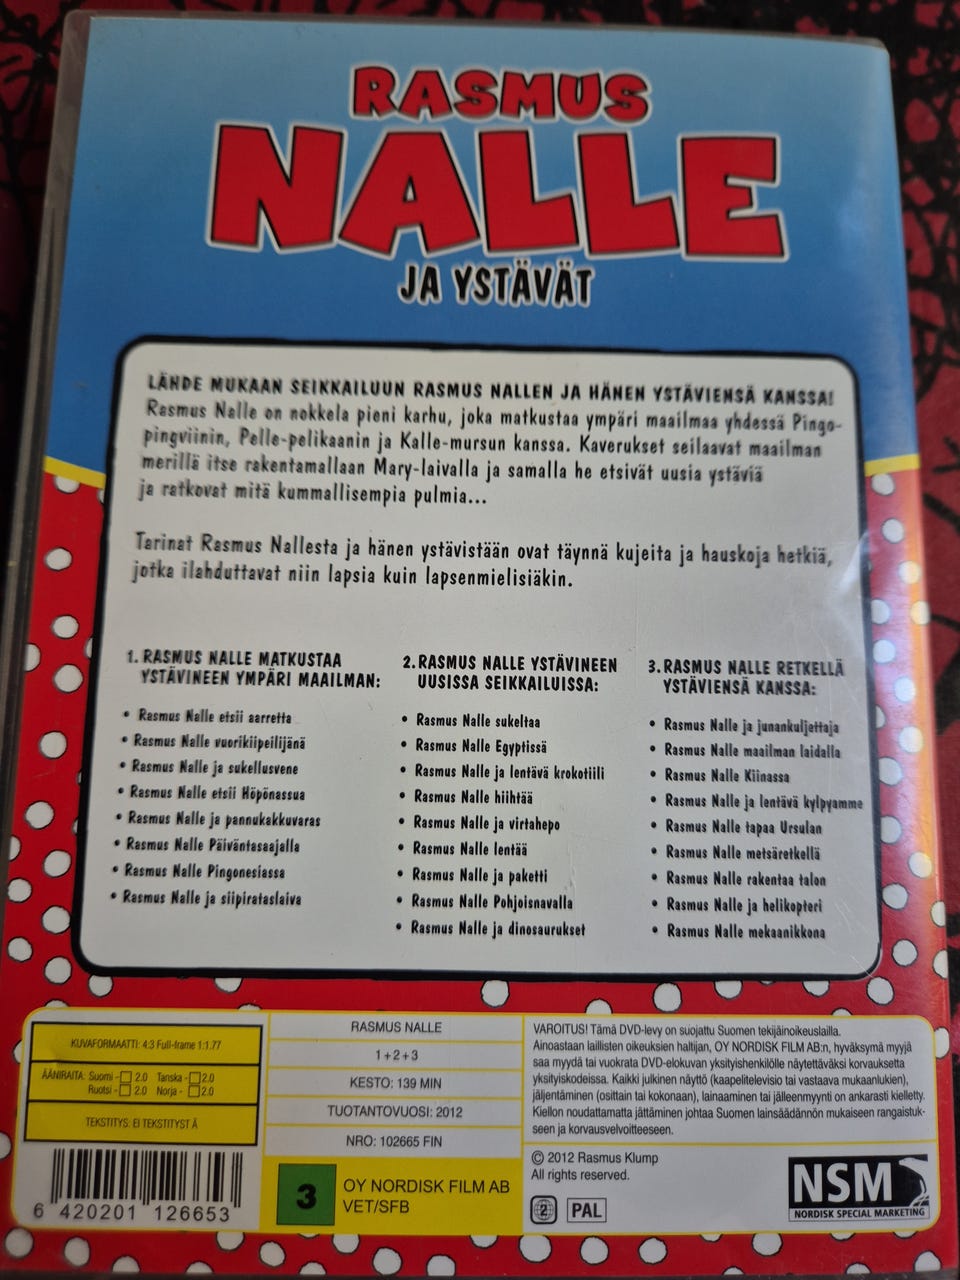 RASMUS
NALLE
JA YSTÄVÄT
LÄHDE MUKAAN SEIKKAILUUN RASMUS NALLEN JA HÄNEN YSTÄVIENSÄ KANSSA!
Rasmus Nalle on nokkela pieni karhu, joka matkustaa ympäri maailmaa yhdessä Pingo-
pingviinin, Pelle-pelikaanin ja Kalle-mursun kanssa. Kaverukset seilaavat maailman
merillä itse rakentamallaan Mary-laivalla ja samalla he etsivät uusia ystäviä
ja ratkovat mitä kummallisempia pulmia...
Tarinat Rasmus Nallesta ja hänen ystävistään ovat täynnä kujeita ja hauskoja hetkiä,
jotka ilahduttavat niin lapsia kuin lapsenmielisiäkin.
1. RASMUS NALLE MATKUSTAA
YSTÄVINEEN YMPÄRI MAAILMAN:
• Rasmus Nalle etsii aarretta
• Rasmus Nalle vuorikiipeilijänä
• Rasmus Nalle ja sukellusvene
• Rasmus Nalle etsii Höpönassua
• Rasmus Nalle ja pannukakkuvaras
• Rasmus Nalle Päiväntasaajalla
• Rasmus Nalle Pingonesiassa
• Rasmus Nalle ja siipirataslaiva
2. RASMUS NALLE YSTÄVINEEN
UUSISSA SEIKKAILUISSA:
• Rasmus Nalle sukeltaa
• Rasmus Nalle Egyptissä
• Rasmus Nalle ja lentävä krokotiili
• Rasmus Nalle hiihtää
• Rasmus Nalle ja virtahepo
• Rasmus Nalle lentää
• Rasmus Nalle ja paketti
• Rasmus Nalle Pohjoisnavalla
• Rasmus Nalle ja dinosaurukset
3. RASMUS NALLE RETKELLÄ
YSTÄVIENSÄ KANSSA:
• Rasmus Nalle ja junankuljettaja
• Rasmus Nalle maailman laidalla
• Rasmus Nalle Kiinassa
• Rasmus Nalle ja lentävä kylpyamme
• Rasmus Nalle tapaa Ursulan
• Rasmus Nalle metsäretkellä
• Rasmus Nalle rakentaa talon
• Rasmus Nalle ja helikopteri
• Rasmus Nalle mekaanikkona
KUVAFORMAATTI: 4:3 Full-frame 1:1.77
ÄÄNIRAITA: Suomi - 2.0 Tanska - 2.0
Ruotsi - 2.0 Norja - 2.0
TEKSTITYS: EI TEKSTITYST Ä
6 420201 126653
RASMUS NALLE
1+2+3
KESTO: 139 MIN
TUOTANTOVUOSI: 2012
NRO: 102665 FIN
3
OY NORDISK FILM AB
VET/SFB
VAROITUS! Tämä DVD-levy on suojattu Suomen tekijäinoikeuslailla.
Ainoastaan laillisten oikeuksien haltijan, OY NORDISK FILM AB:n, hyväksymä myyjä
saa myydä tai vuokrata DVD-elokuvan yksityishenkilölle näytettäväksi korvauksetta
yksityiskodeissa. Kaikki julkinen näyttö (kaapelitelevisio tai vastaava mukaanlukien),
jäljentäminen (osittain tai kokonaan), lainaaminen tai jälleenmyynti on ankarasti kielletty.
Kiellon noudattamatta jättäminen johtaa Suomen lainsäädännön mukaiseen rangaistuk-
seen ja korvausvelvoitteeseen.
© 2012 Rasmus Klump
All rights reserved.
2 PAL
NSM
NORDISK SPECIAL MARKETING